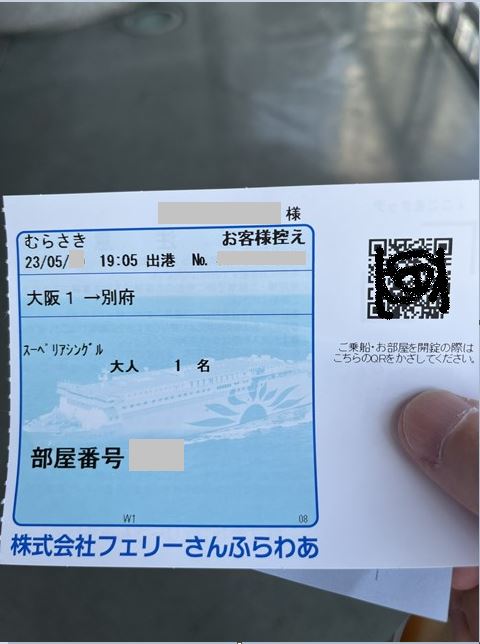 様
むらさき お客様控え
23/05/ 19:05 出港 No.
大阪1 →別府
ｽｰﾍﾟﾘｱｼﾝｸﾞﾙ
大人 1 名
部屋番号
W1 08
株式会社フェリーさんふらわあ
ご乗船・お部屋を開錠の際は
こちらのQRをかざしてください。